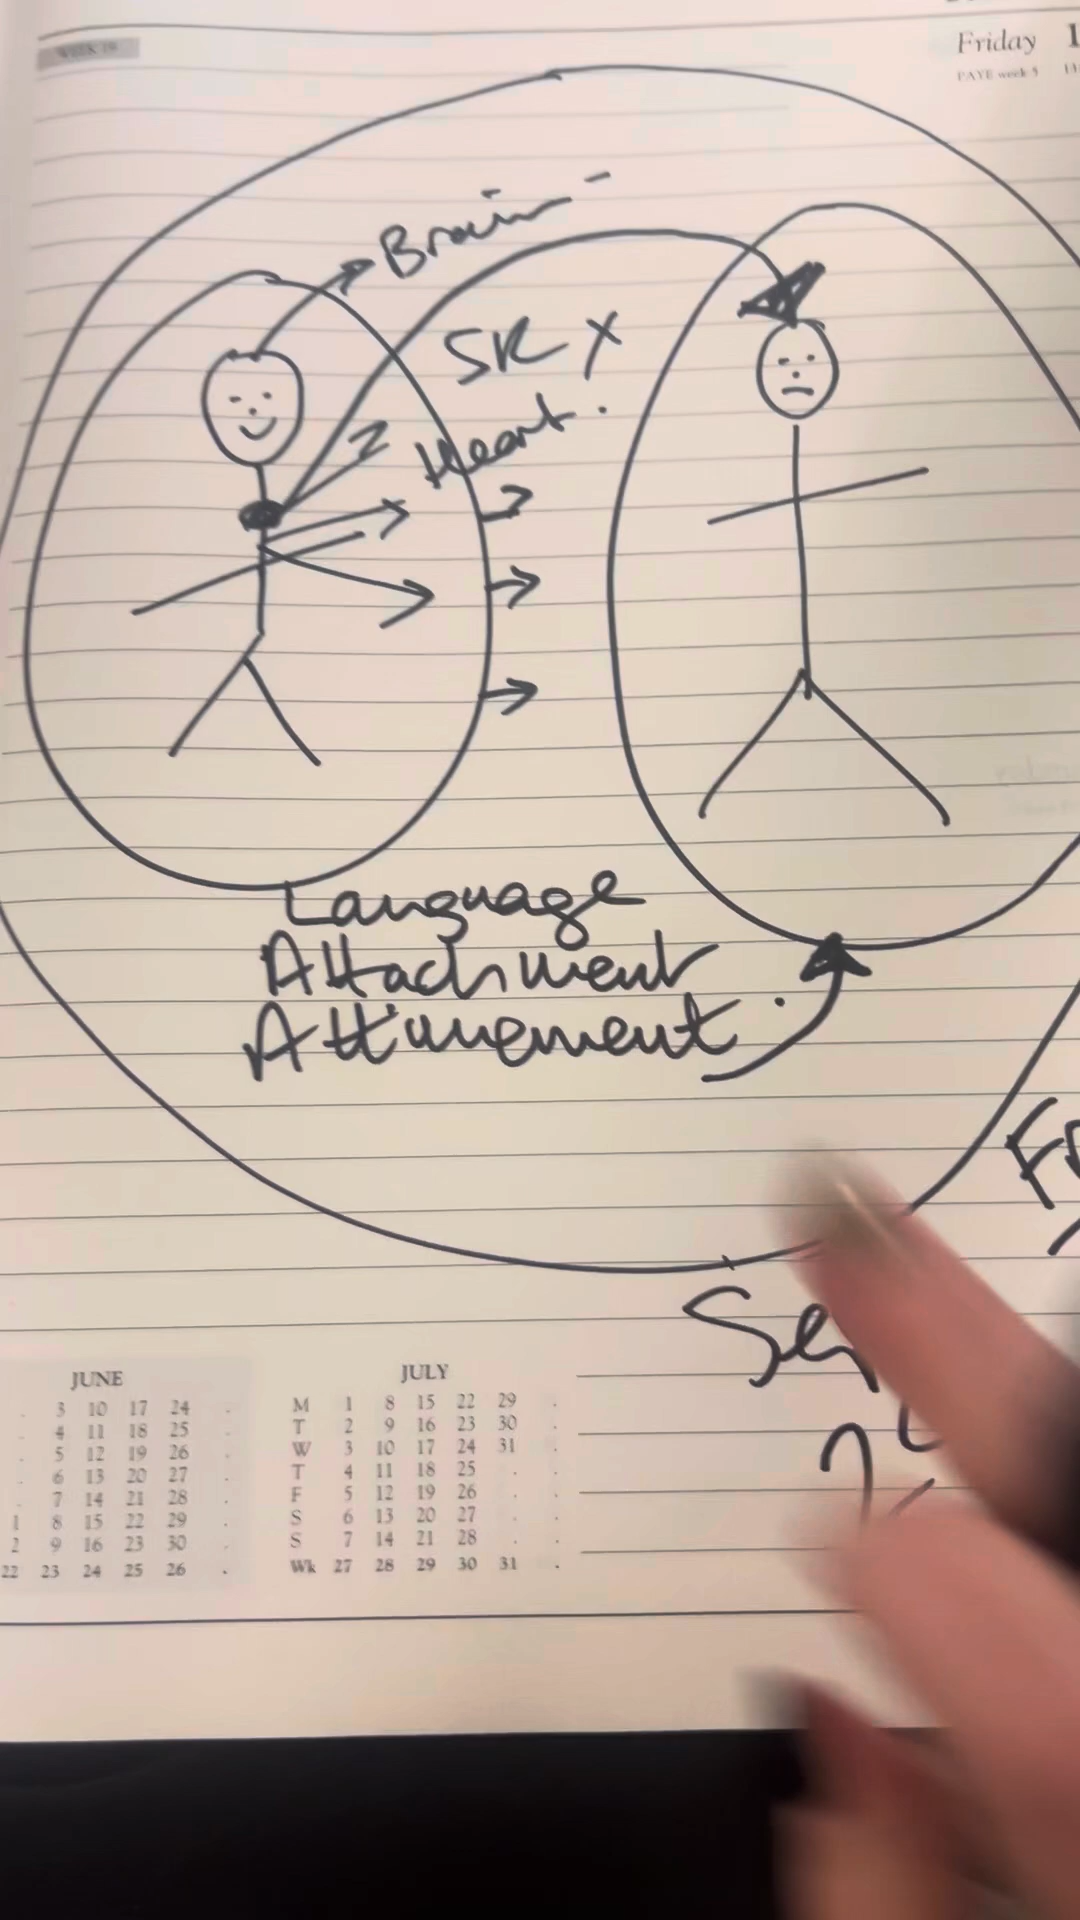 WEEK 19
Friday 1
PAYE week 5
Brain
SR X
Heart.
Language
Attachment
Attunement.
JUNE
3 10 17 24
4 11 18 25
5 12 19 26
6 13 20 27
7 14 21 28
1 8 15 22 29
2 9 16 23 30
22 23 24 25 26
JULY
M 1 8 15 22 29
T 2 9 16 23 30
W 3 10 17 24 31
T 4 11 18 25
F 5 12 19 26
S 6 13 20 27
S 7 14 21 28
Wk 27 28 29 30 31